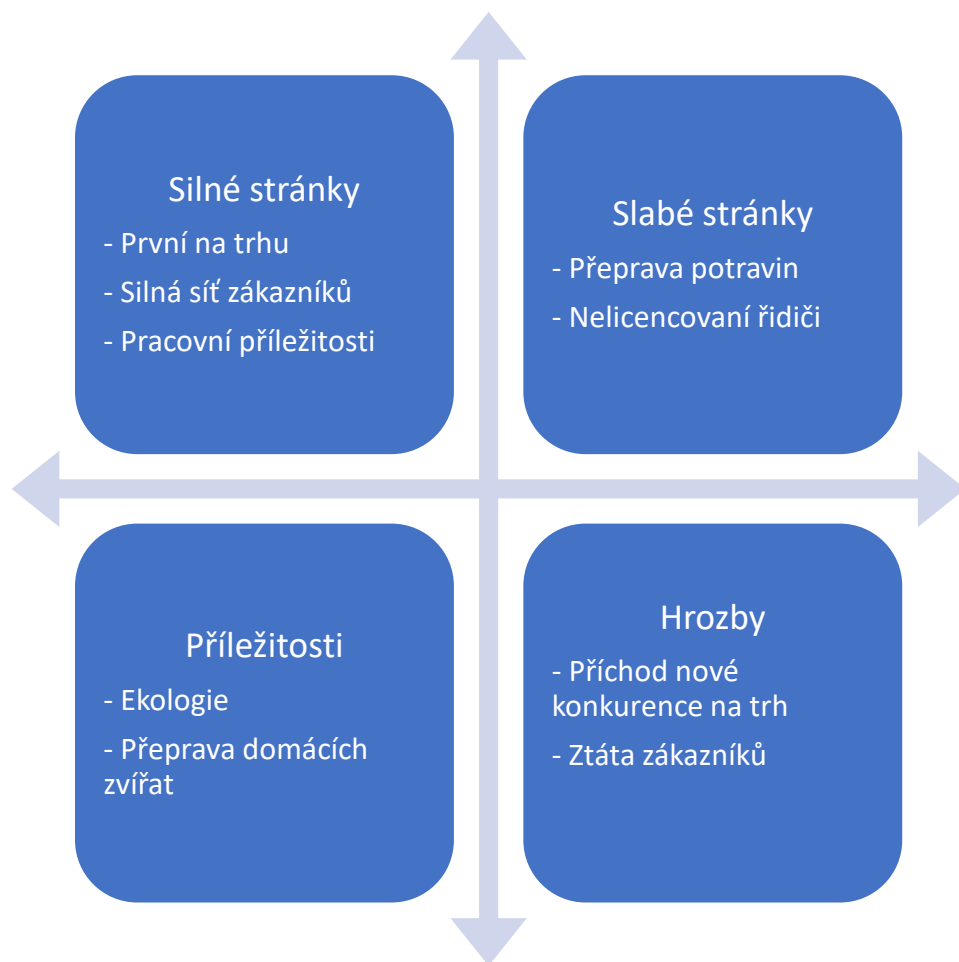 Silné stránky
- První na trhu
- Silná síť zákazníků
- Pracovní příležitosti
Slabé stránky
- Přeprava potravin
- Nelicencovaní řidiči
Příležitosti
- Ekologie
- Přeprava domácích
zvířat
Hrozby
- Příchod nové
konkurence na trh
- Ztáta zákazníků